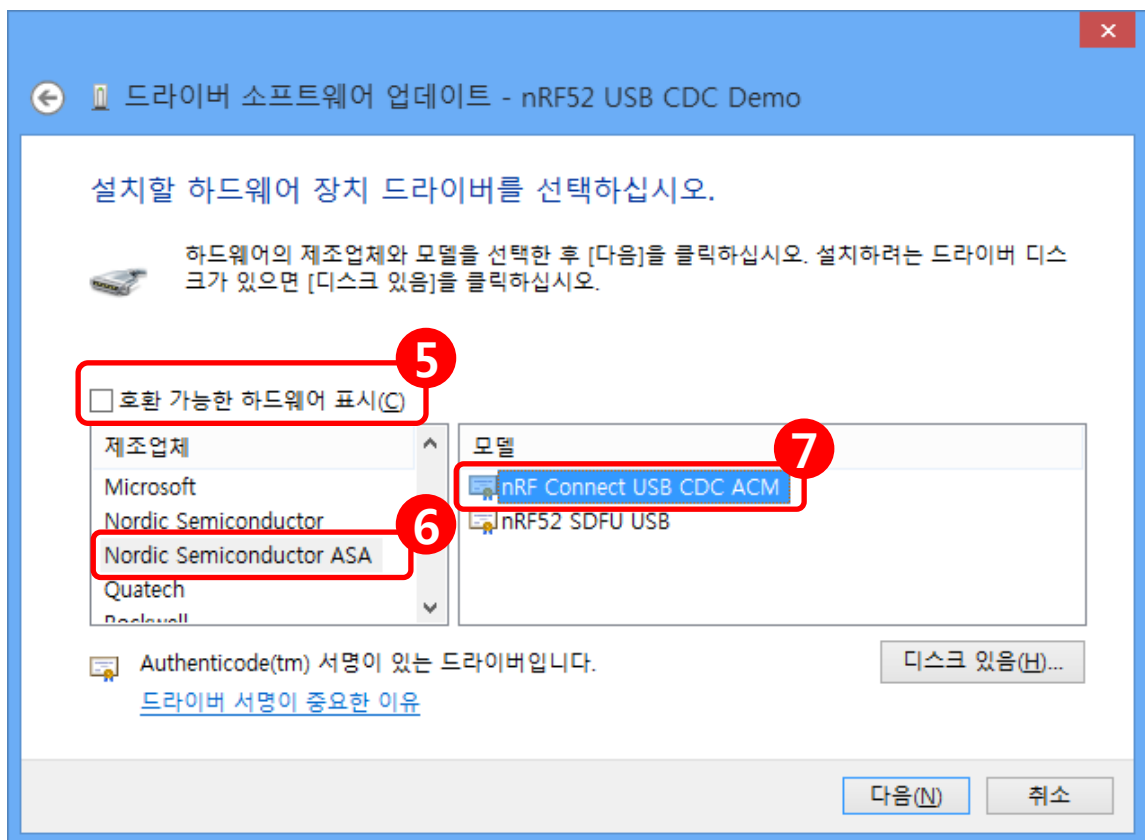 드라이버 소프트웨어 업데이트 - nRF52 USB CDC Demo
설치할 하드웨어 장치 드라이버를 선택하십시오.
하드웨어의 제조업체와 모델을 선택한 후 [다음]을 클릭하십시오. 설치하려는 드라이버 디스
크가 있으면 [디스크 있음]을 클릭하십시오.
5
호환 가능한 하드웨어 표시(C)
제조업체
Microsoft
Nordic Semiconductor
6
Nordic Semiconductor ASA
Quatech
Rockwell
모델
7
nRF Connect USB CDC ACM
nRF52 SDFU USB
Authenticode(tm) 서명이 있는 드라이버입니다.
디스크 있음(H)...
드라이버 서명이 중요한 이유
다음(N)
취소